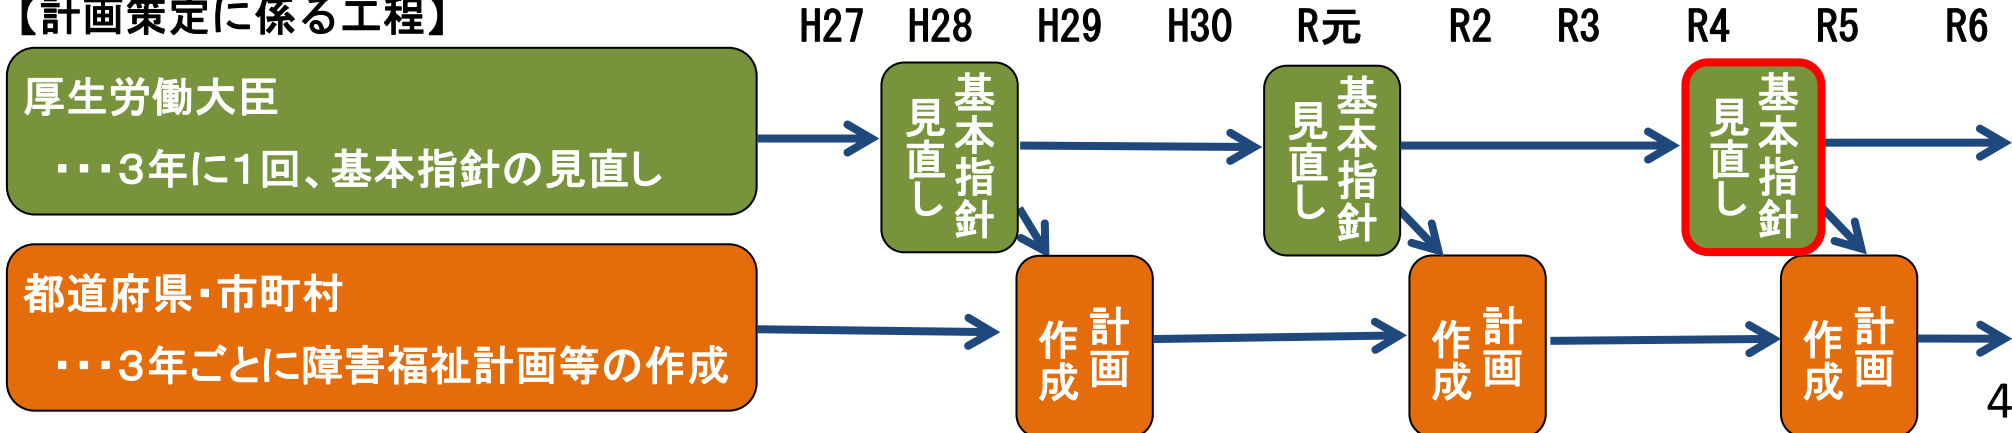 【計画策定に係る工程】
H27 H28 H29 H30 R元 R2 R3 R4 R5 R6
厚生労働大臣
・・・３年に１回、基本指針の見直し
基本指針
見直し
基本指針
見直し
基本指針
見直し
都道府県・市町村
・・・３年ごとに障害福祉計画等の作成
計画
作成
計画
作成
計画
作成
4